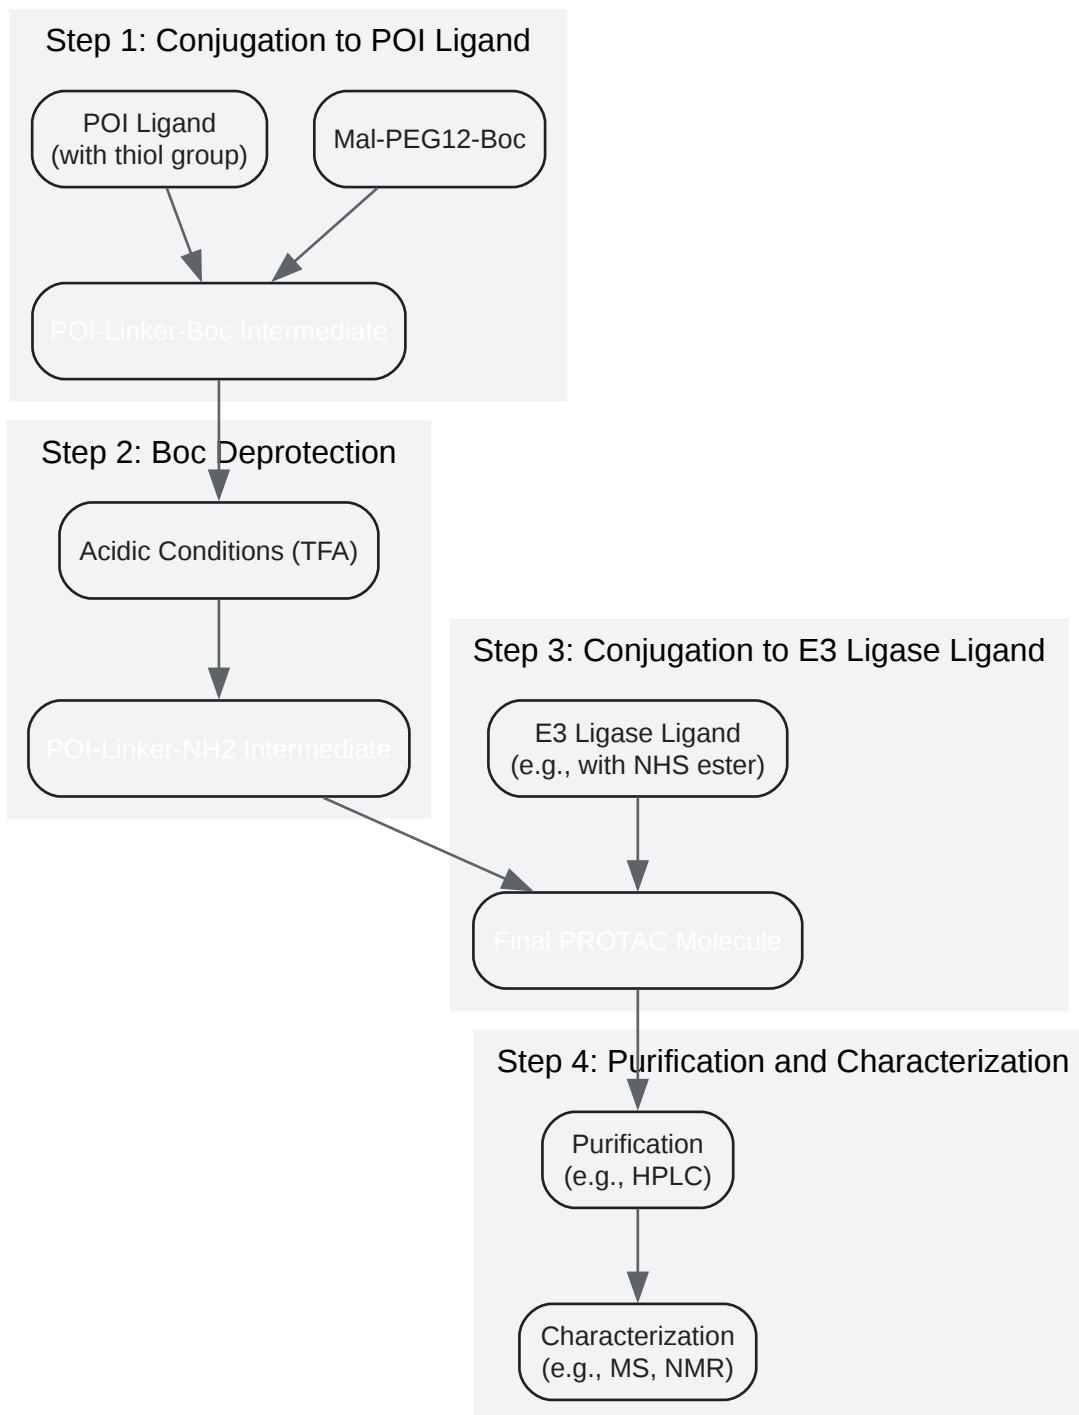 Step 1: Conjugation to POI Ligand
POI Ligand
(with thiol group)
Mal-PEG12-Boc
POI-Linker-Boc Intermediate
Step 2: Boc Deprotection
Acidic Conditions (TFA)
POI-Linker-NH2 Intermediate
Step 3: Conjugation to E3 Ligase Ligand
E3 Ligase Ligand
(e.g., with NHS ester)
Final PROTAC Molecule
Step 4: Purification and Characterization
Purification
(e.g., HPLC)
Characterization
(e.g., MS, NMR)